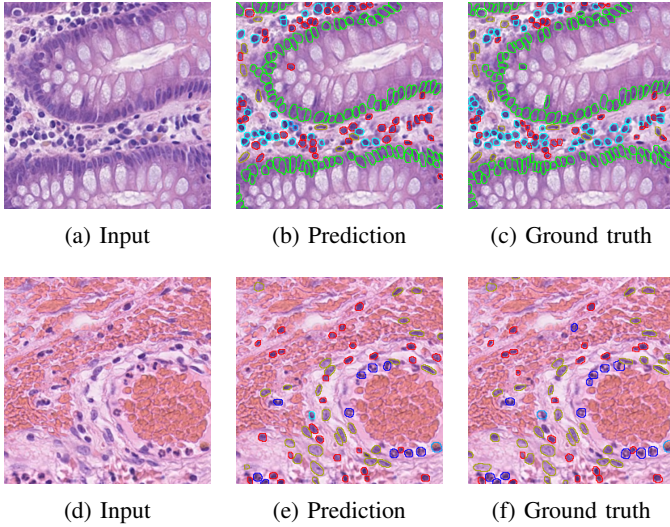 (a) Input
(b) Prediction
(c) Ground truth
(d) Input
(e) Prediction
(f) Ground truth